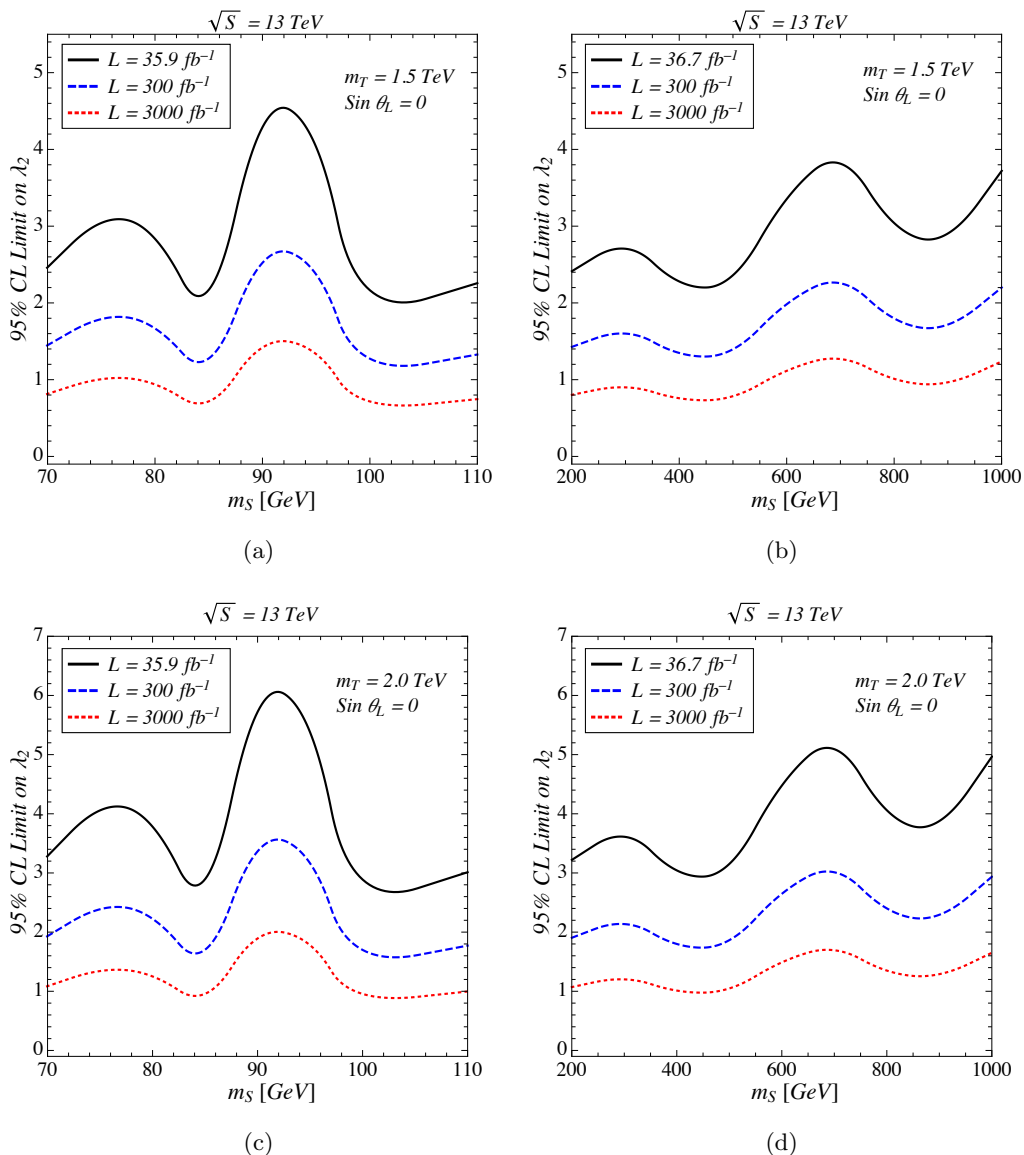 √S = 13 TeV
L = 35.9 fb⁻¹
L = 300 fb⁻¹
L = 3000 fb⁻¹
m_T = 1.5 TeV
Sin θ_L = 0
95% CL Limit on λ₂
5
4
3
2
1
0
70 80 90 100 110
m_S [GeV]
(a)
√S = 13 TeV
L = 36.7 fb⁻¹
L = 300 fb⁻¹
L = 3000 fb⁻¹
m_T = 1.5 TeV
Sin θ_L = 0
95% CL Limit on λ₂
5
4
3
2
1
0
200 400 600 800 1000
m_S [GeV]
(b)
√S = 13 TeV
L = 35.9 fb⁻¹
L = 300 fb⁻¹
L = 3000 fb⁻¹
m_T = 2.0 TeV
Sin θ_L = 0
95% CL Limit on λ₂
7
6
5
4
3
2
1
0
70 80 90 100 110
m_S [GeV]
(c)
√S = 13 TeV
L = 36.7 fb⁻¹
L = 300 fb⁻¹
L = 3000 fb⁻¹
m_T = 2.0 TeV
Sin θ_L = 0
95% CL Limit on λ₂
7
6
5
4
3
2
1
0
200 400 600 800 1000
m_S [GeV]
(d)